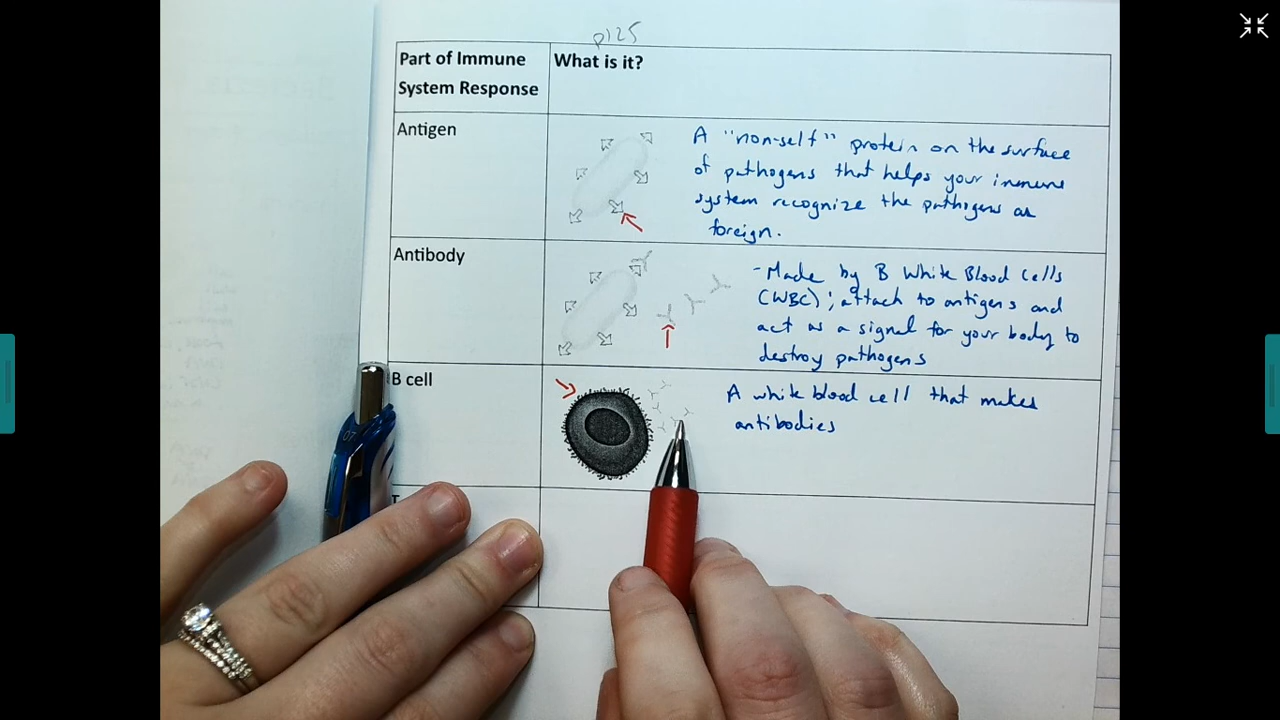 p125
Part of Immune
System Response
What is it?
Antigen
A "non-self" protein on the surface
of pathogens that helps your immune
system recognize the pathogens as
foreign.
Antibody
-Made by B White Blood Cells
(WBC); attach to antigens and
act as a signal for your body to
destroy pathogens
B cell
A white blood cell that makes
antibodies
T
07